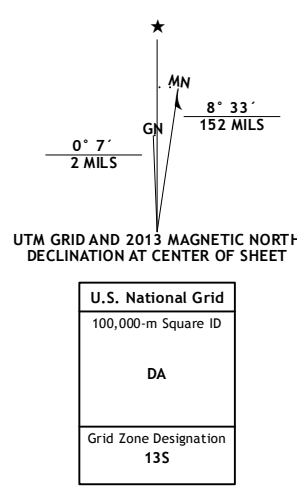 MN
8° 33´
152 MILS
GN
0° 7´
2 MILS
UTM GRID AND 2013 MAGNETIC NORTH
DECLINATION AT CENTER OF SHEET
U.S. National Grid
100,000-m Square ID
DA
Grid Zone Designation
13S